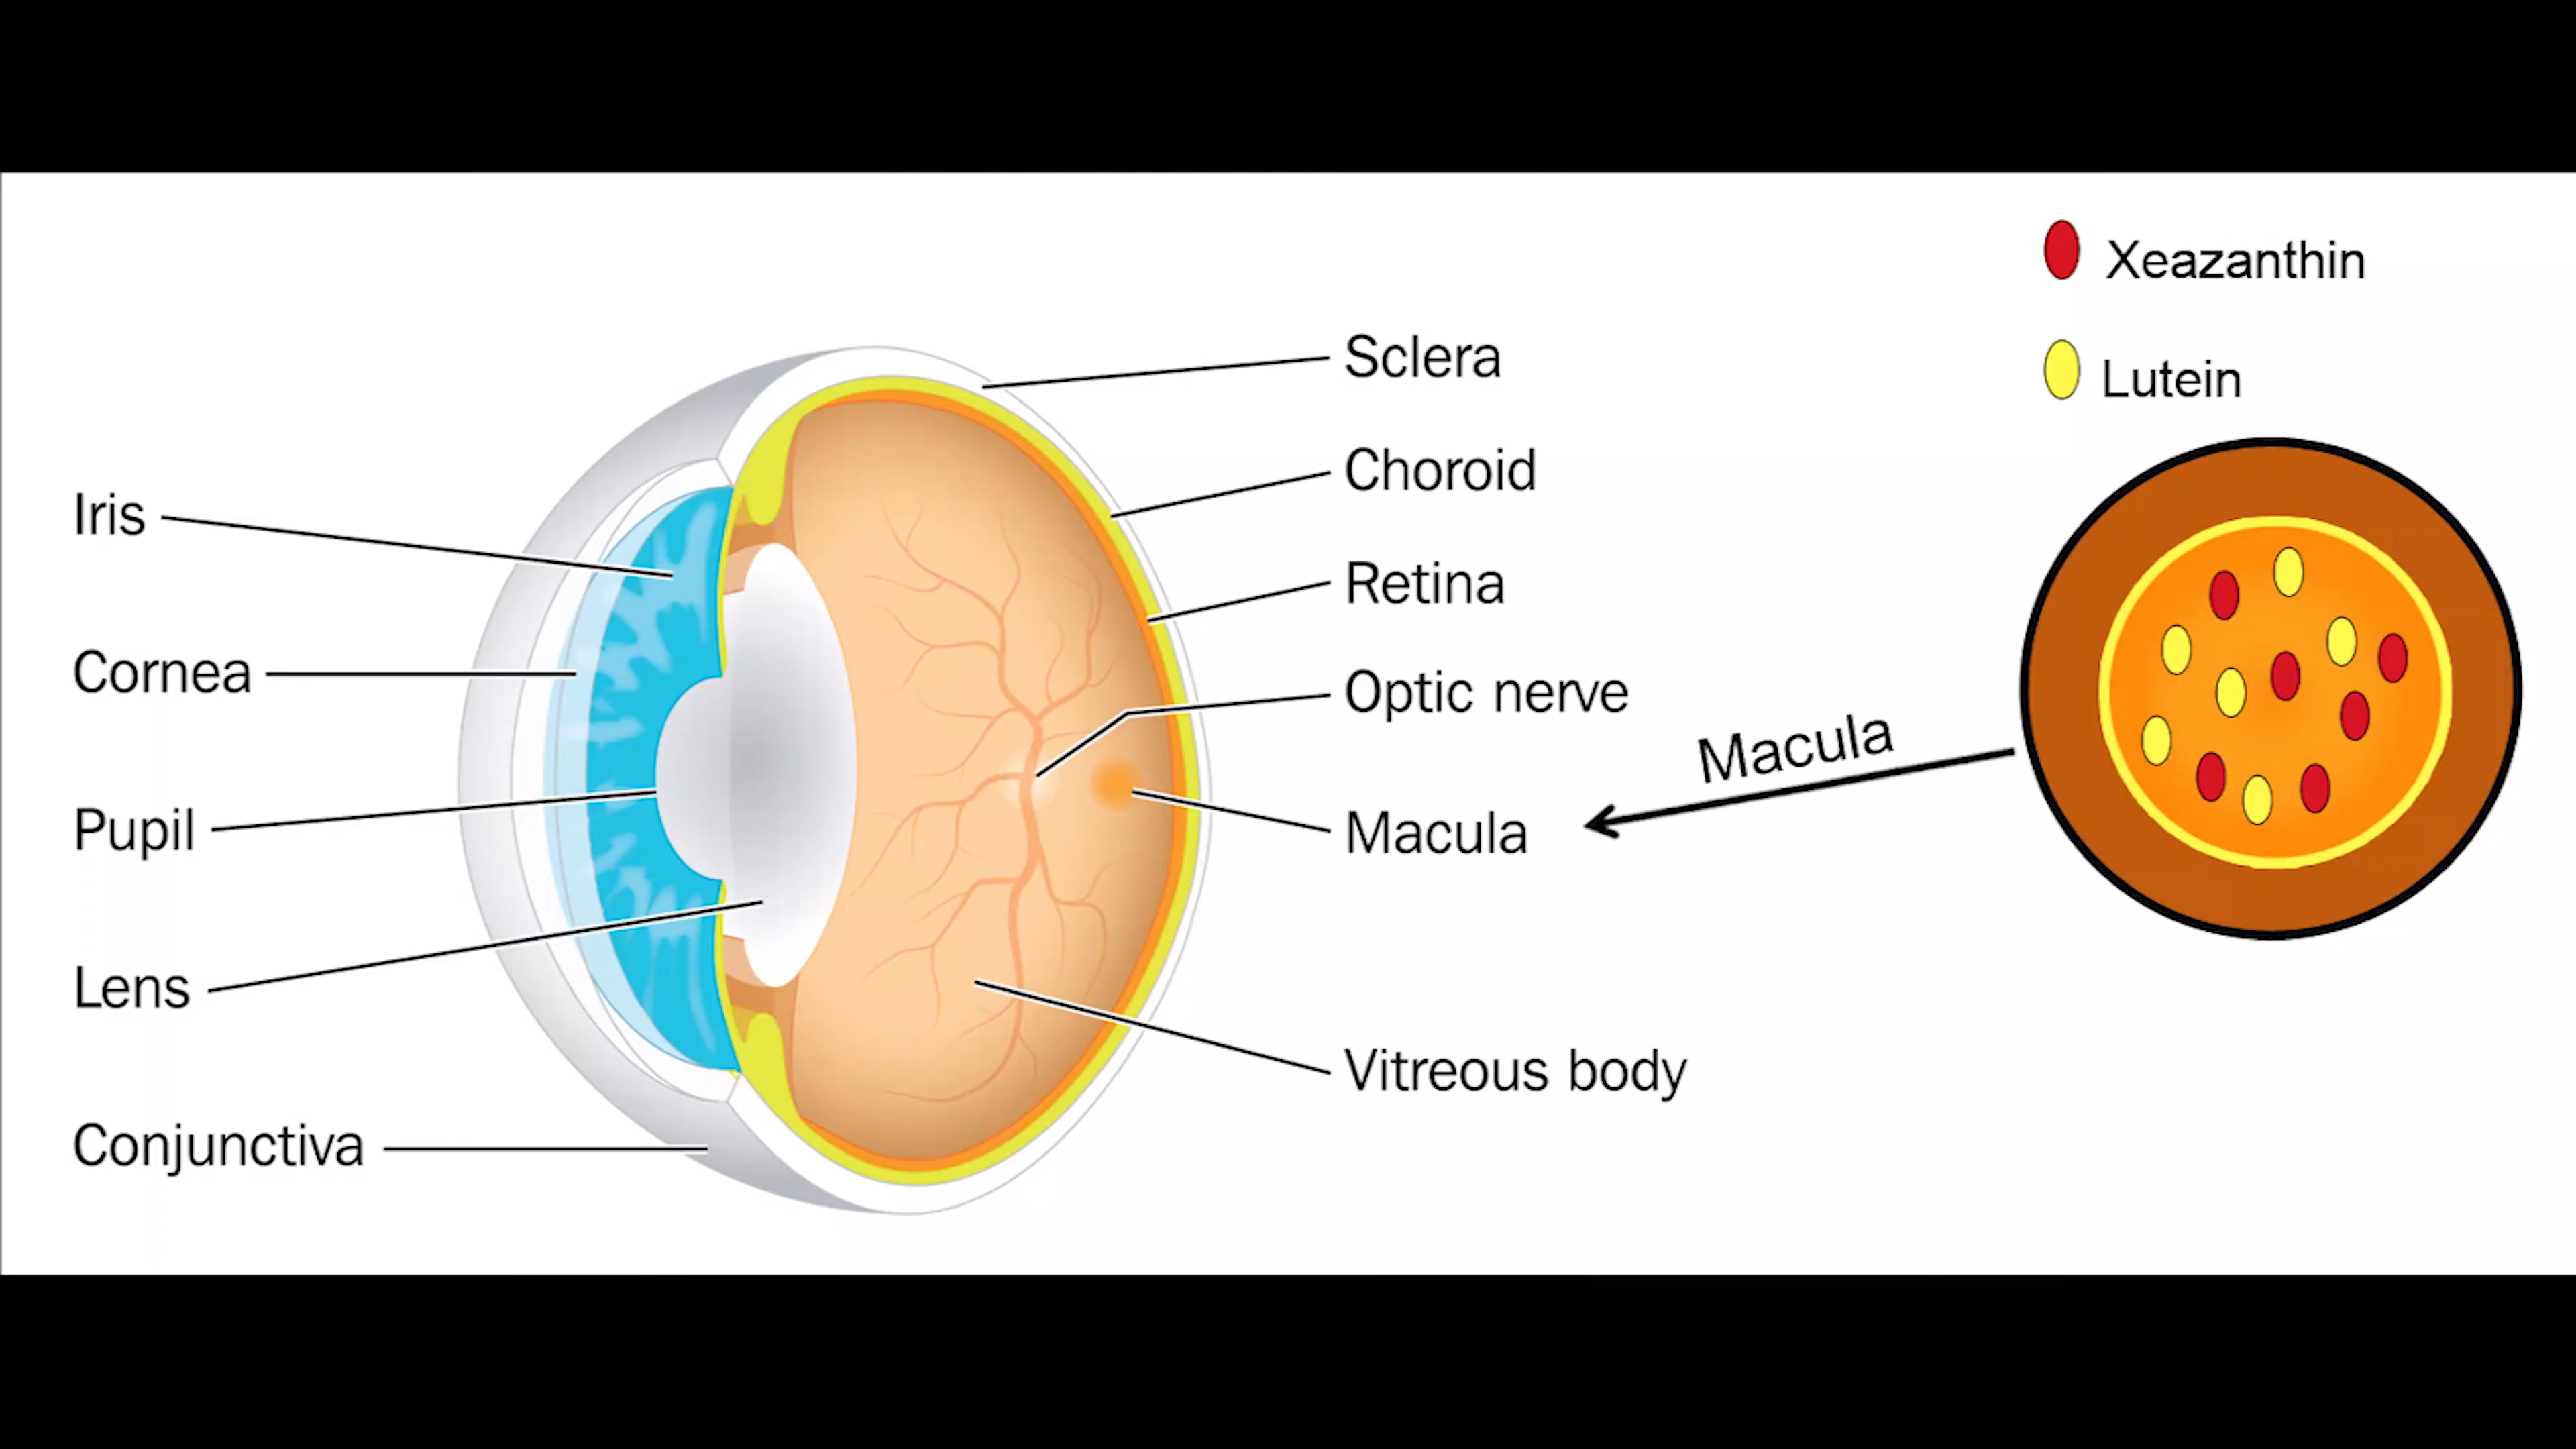 Iris
Cornea
Pupil
Lens
Conjunctiva
Sclera
Choroid
Retina
Optic nerve
Macula
Vitreous body
Macula
Xeazanthin
Lutein